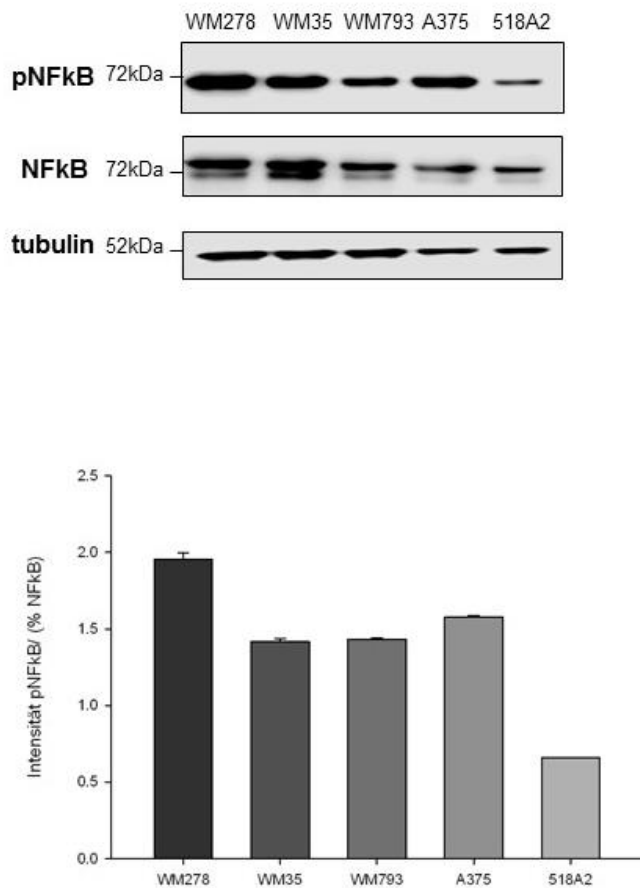 WM278 WM35 WM793 A375 518A2
pNFkB 72kDa
NFkB 72kDa
tubulin 52kDa
2.5
2.0
1.5
1.0
0.5
0.0
Intensität pNFkB/ (% NFkB)
WM278 WM35 WM793 A375 518A2